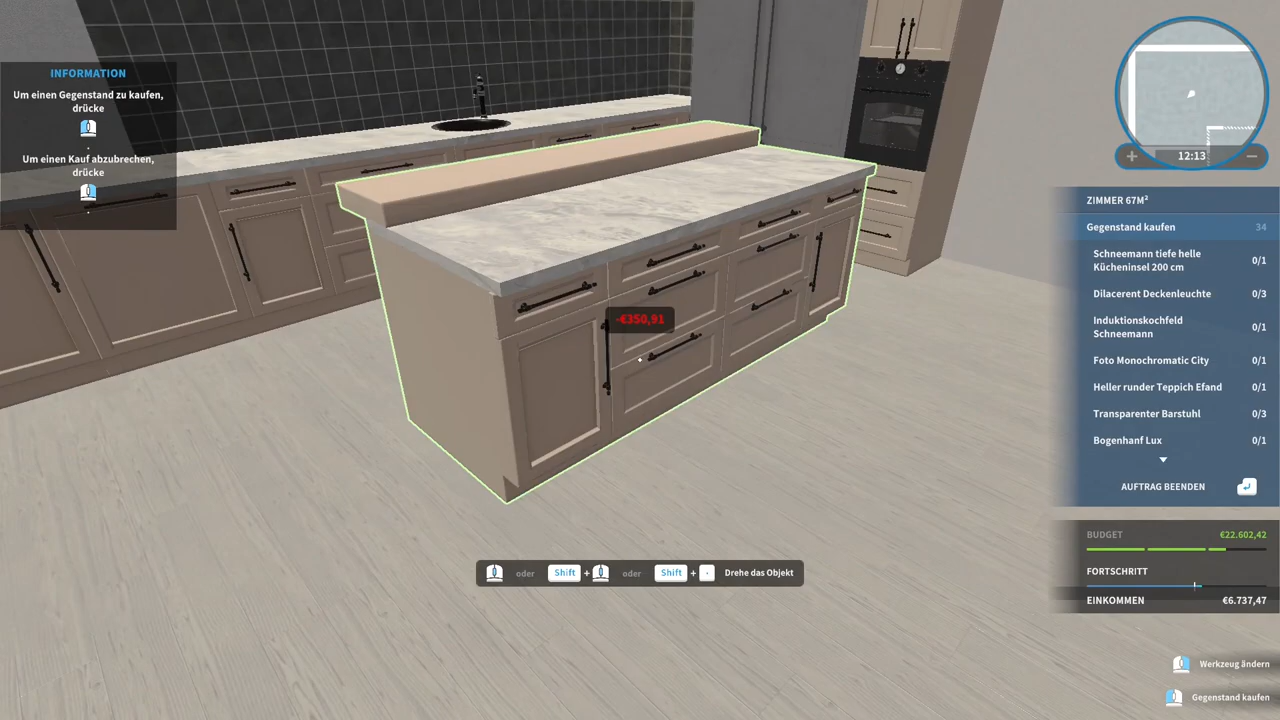 INFORMATION
Um einen Gegenstand zu kaufen,
drücke
.
Um einen Kauf abzubrechen,
drücke
.
12:13
ZIMMER 67M²
Gegenstand kaufen 34
Schneemann tiefe helle
Kücheninsel 200 cm 0/1
Dilacerent Deckenleuchte 0/3
Induktionskochfeld
Schneemann 0/1
Foto Monochromatic City 0/1
Heller runder Teppich Efand 0/1
Transparenter Barstuhl 0/3
Bogenhanf Lux 0/1
AUFTRAG BEENDEN
-€350,91
BUDGET €22.602,42
FORTSCHRITT
EINKOMMEN €6.737,47
oder Shift + oder Shift + . Drehe das Objekt
Werkzeug ändern
Gegenstand kaufen